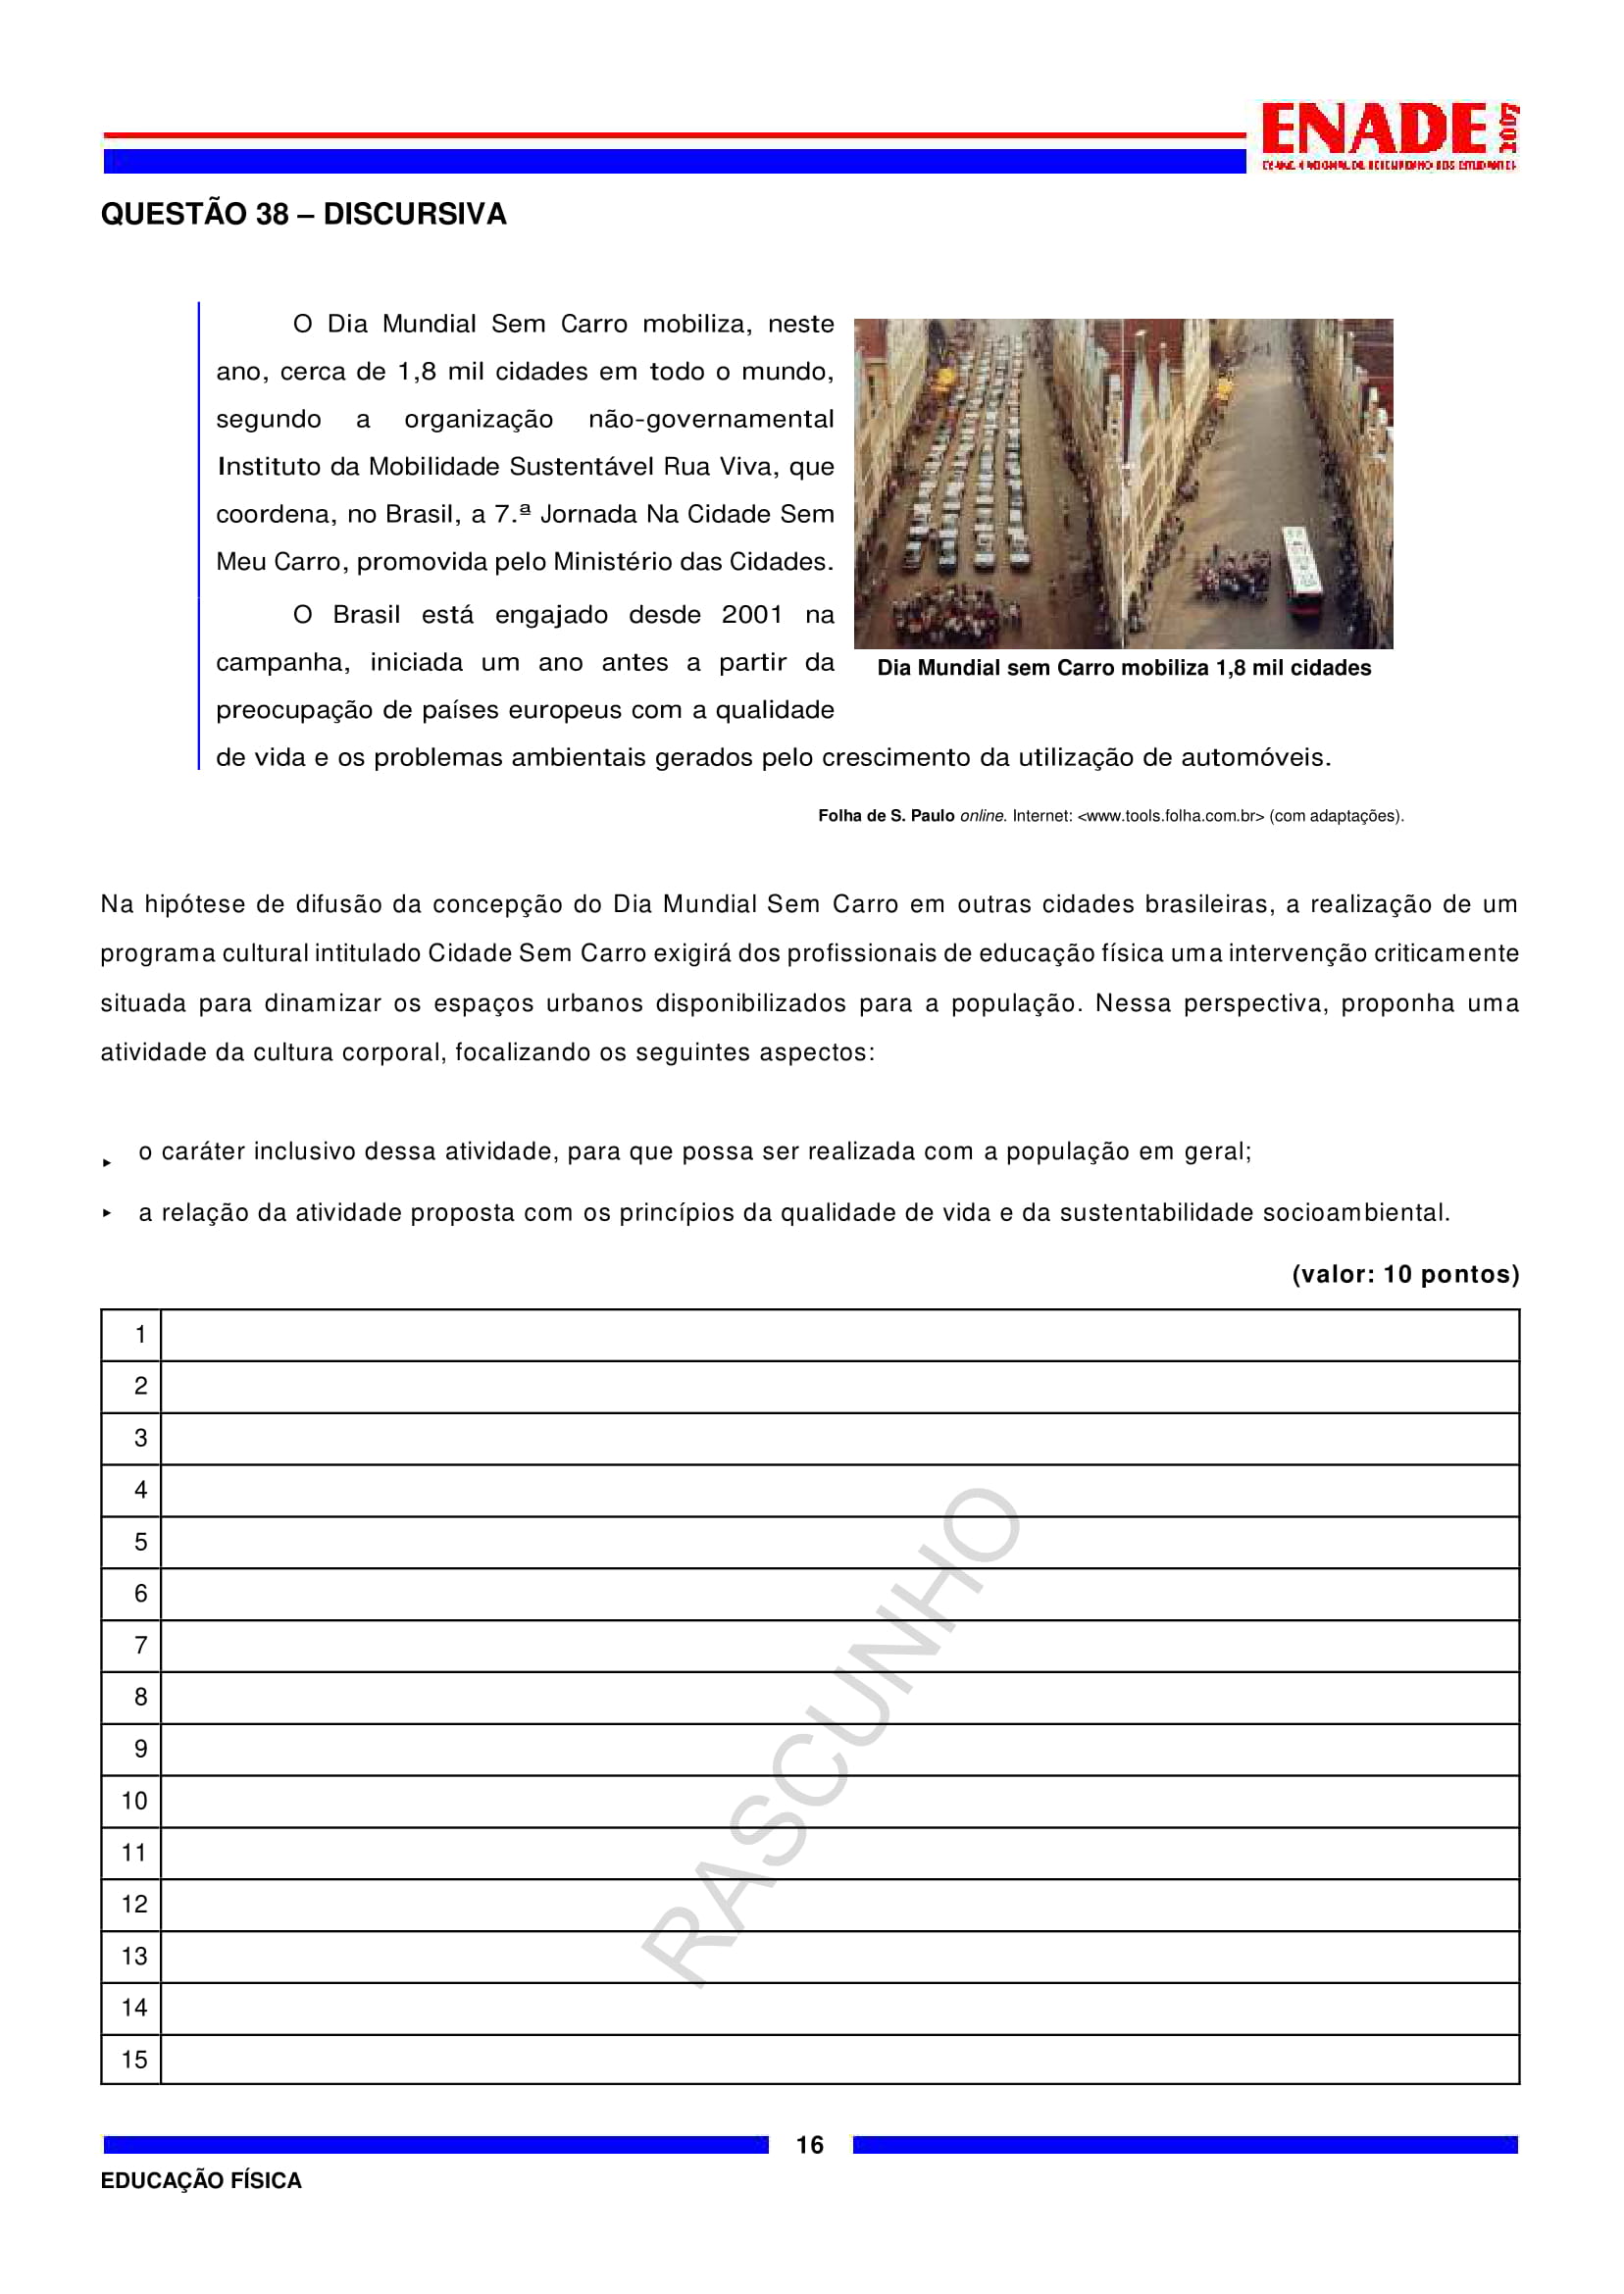 ENADE 2007
QUESTÃO 38 – DISCURSIVA
O Dia Mundial Sem Carro mobiliza, neste
ano, cerca de 1,8 mil cidades em todo o mundo,
segundo a organização não-governamental
Instituto da Mobilidade Sustentável Rua Viva, que
coordena, no Brasil, a 7.ª Jornada Na Cidade Sem
Meu Carro, promovida pelo Ministério das Cidades.
O Brasil está engajado desde 2001 na
campanha, iniciada um ano antes a partir da
preocupação de países europeus com a qualidade
de vida e os problemas ambientais gerados pelo crescimento da utilização de automóveis.
Dia Mundial sem Carro mobiliza 1,8 mil cidades
Folha de S. Paulo online. Internet: <www.tools.folha.com.br> (com adaptações).
Na hipótese de difusão da concepção do Dia Mundial Sem Carro em outras cidades brasileiras, a realização de um
programa cultural intitulado Cidade Sem Carro exigirá dos profissionais de educação física uma intervenção criticamente
situada para dinamizar os espaços urbanos disponibilizados para a população. Nessa perspectiva, proponha uma
atividade da cultura corporal, focalizando os seguintes aspectos:
► o caráter inclusivo dessa atividade, para que possa ser realizada com a população em geral;
► a relação da atividade proposta com os princípios da qualidade de vida e da sustentabilidade socioambiental.
(valor: 10 pontos)
1
2
3
4
5
6
7
8
9
10
11
12
13
14
15
RASCUNHO
16
EDUCAÇÃO FÍSICA